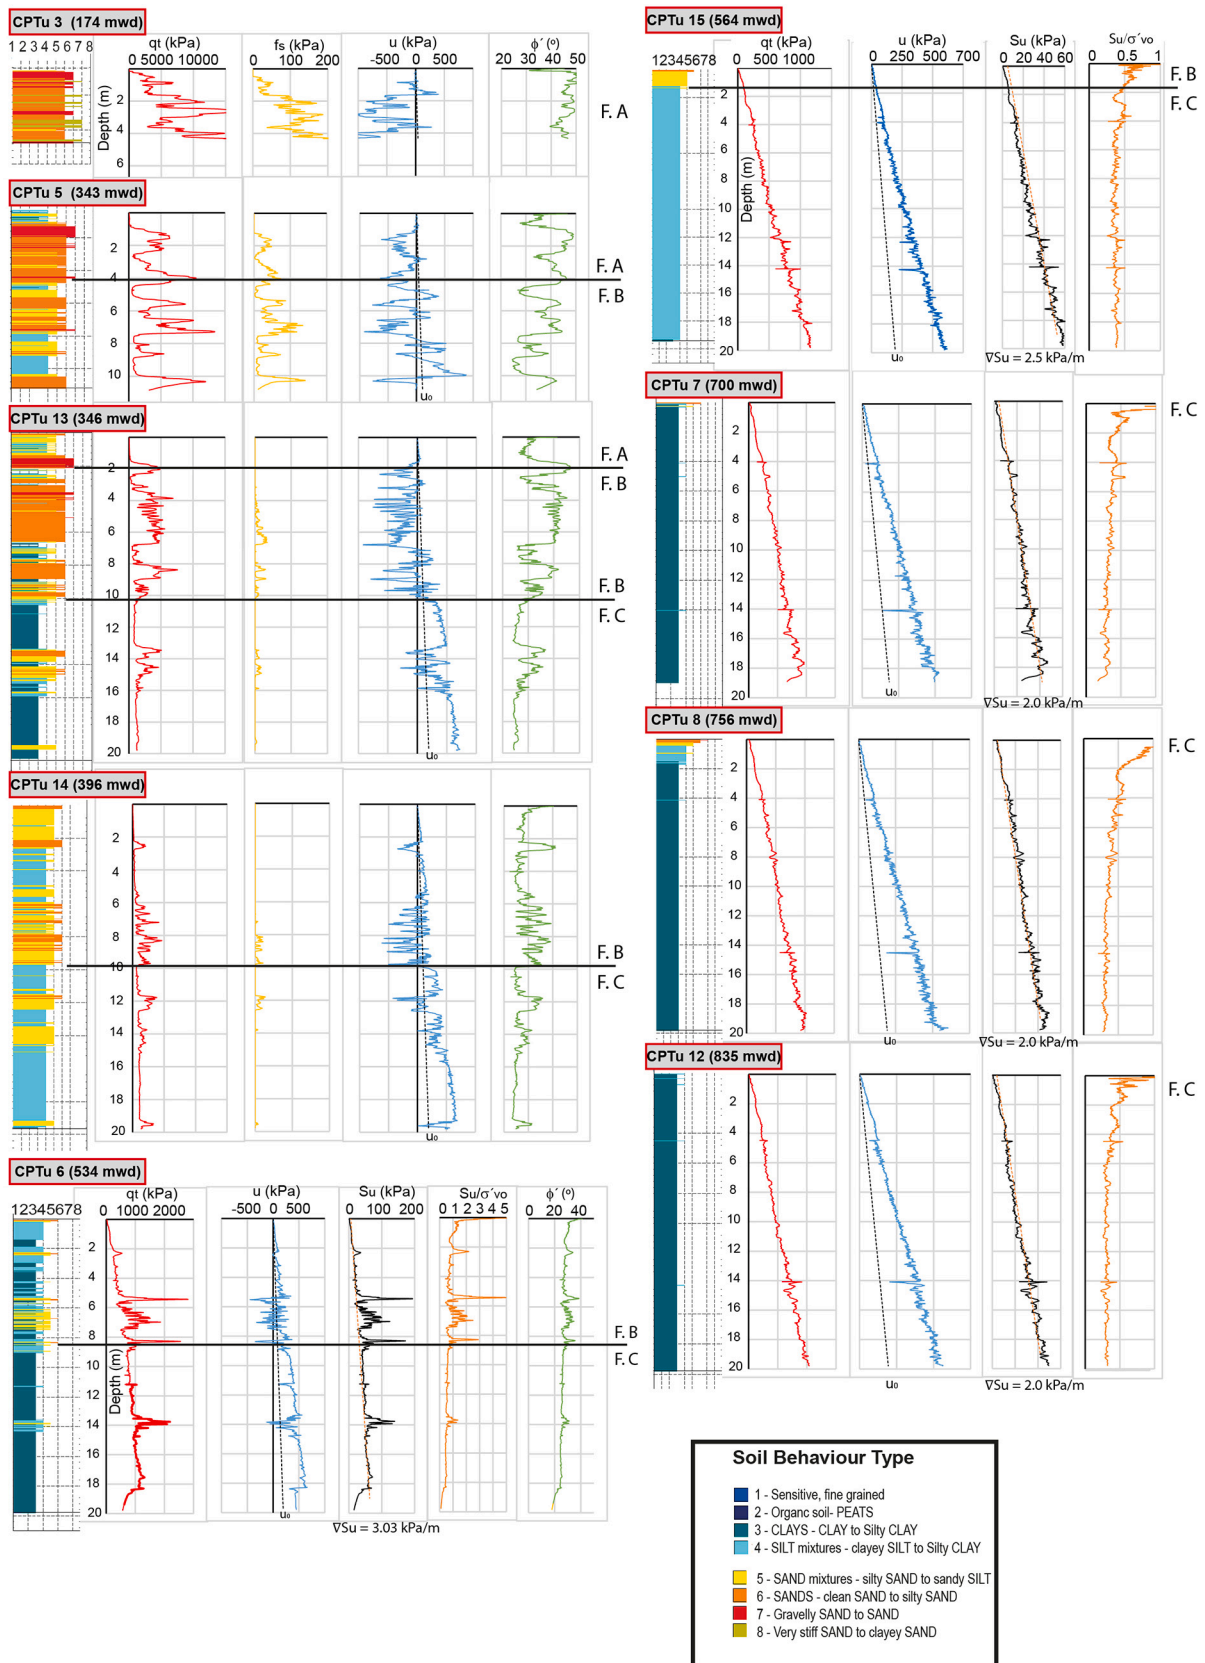 CPTu 3 (174 mwd)
1 2 3 4 5 6 7 8
qt (kPa)
0 5000 10000
fs (kPa)
0 100 200
u (kPa)
-500 0 500
ϕ´ (º)
20 30 40 50
Depth (m)
2
4
6
F. A
CPTu 5 (343 mwd)
2
4
6
8
10
F. A
F. B
u₀
CPTu 13 (346 mwd)
2
4
6
8
10
12
14
16
18
20
F. A
F. B
F. B
F. C
u₀
CPTu 14 (396 mwd)
2
4
6
8
10
12
14
16
18
20
F. B
F. C
u₀
CPTu 6 (534 mwd)
12345678
qt (kPa)
0 1000 2000
u (kPa)
-500 0 500
Su (kPa)
0 100 200
Su/σ´vo
0 1 2 3 4 5
ϕ´ (º)
0 20 40
2
4
6
8
10
12
14
16
18
20
Depth (m)
F. B
F. C
u₀
∇Su = 3.03 kPa/m
CPTu 15 (564 mwd)
12345678
qt (kPa)
0 500 1000
u (kPa)
0 250 500 700
Su (kPa)
0 20 40 60
Su/σ´vo
0 0.5 1
2
4
6
8
10
12
14
16
18
20
Depth (m)
F. B
F. C
u₀
∇Su = 2.5 kPa/m
CPTu 7 (700 mwd)
2
4
6
8
10
12
14
16
18
20
F. C
u₀
∇Su = 2.0 kPa/m
CPTu 8 (756 mwd)
2
4
6
8
10
12
14
16
18
20
F. C
u₀
∇Su = 2.0 kPa/m
CPTu 12 (835 mwd)
2
4
6
8
10
12
14
16
18
20
F. C
u₀
∇Su = 2.0 kPa/m
Soil Behaviour Type
1 - Sensitive, fine grained
2 - Organc soil- PEATS
3 - CLAYS - CLAY to Silty CLAY
4 - SILT mixtures - clayey SILT to Silty CLAY
5 - SAND mixtures - silty SAND to sandy SILT
6 - SANDS - clean SAND to silty SAND
7 - Gravelly SAND to SAND
8 - Very stiff SAND to clayey SAND